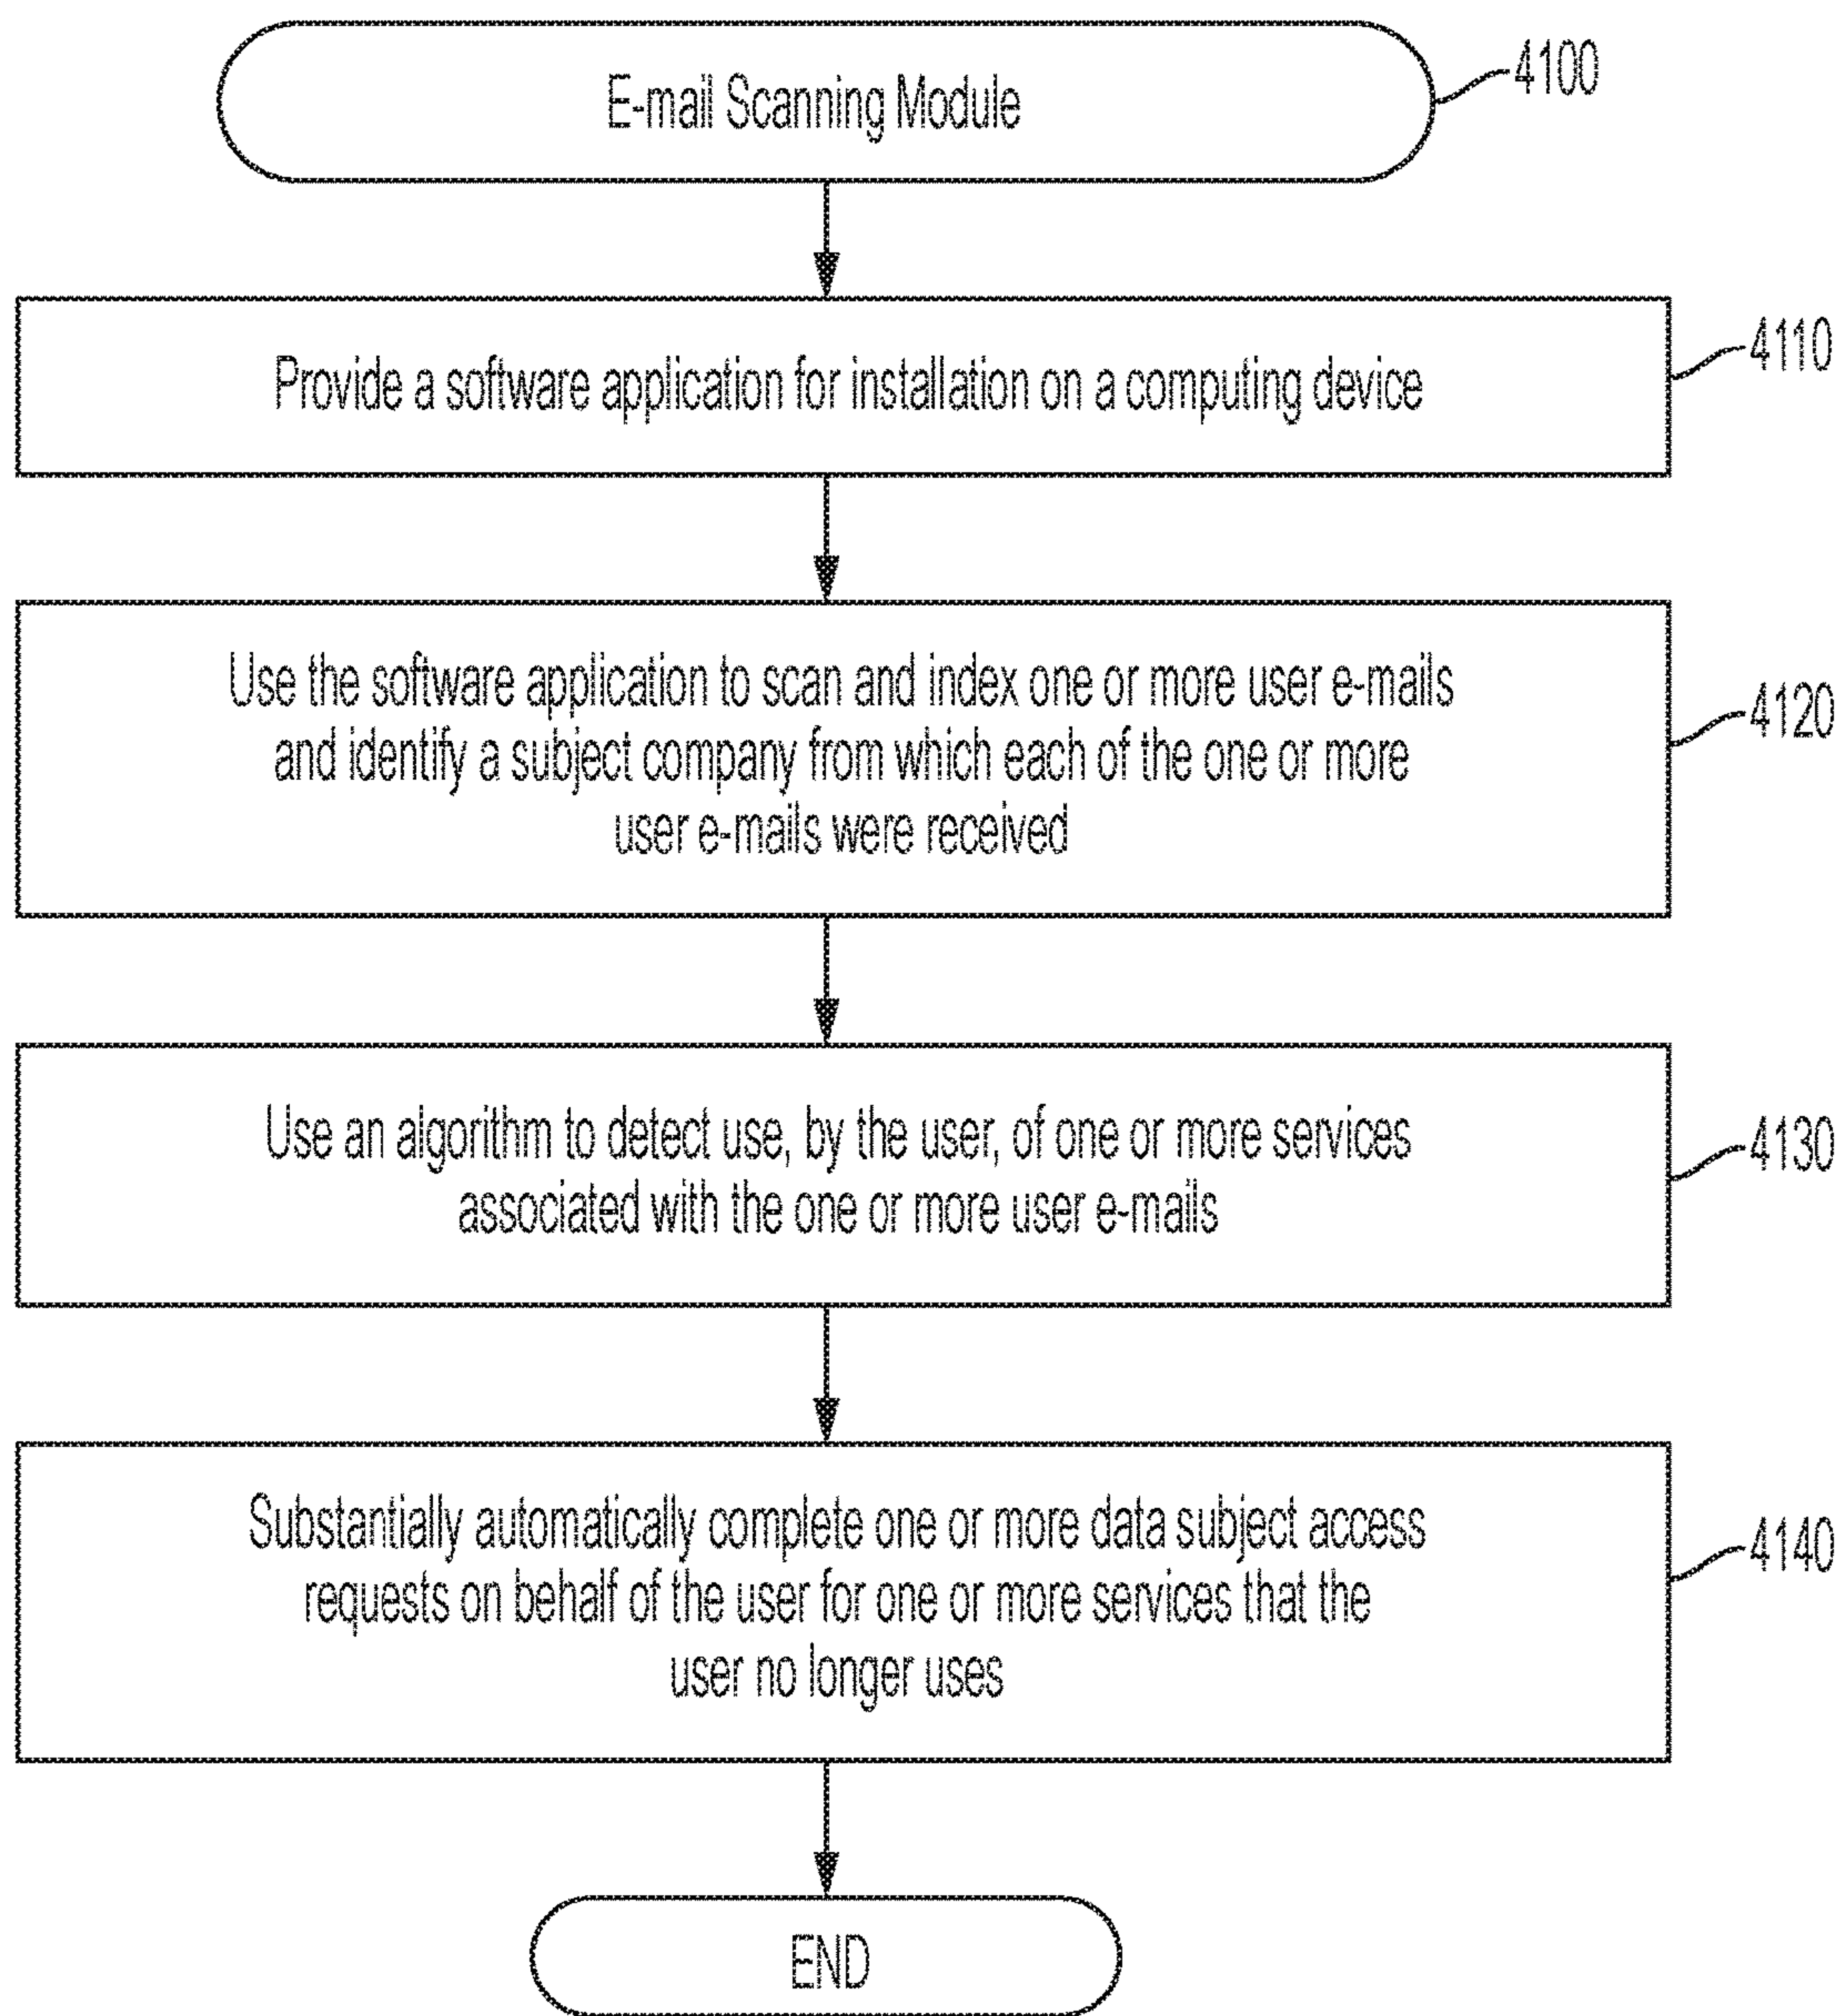 E-mail Scanning Module
4100
Provide a software application for installation on a computing device
4110
Use the software application to scan and index one or more user e-mails
and identify a subject company from which each of the one or more
user e-mails were received
4120
Use an algorithm to detect use, by the user, of one or more services
associated with the one or more user e-mails
4130
Substantially automatically complete one or more data subject access
requests on behalf of the user for one or more services that the
user no longer uses
4140
END